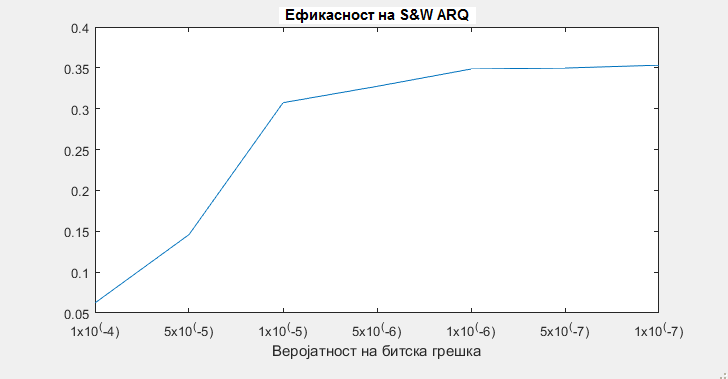 Ефикасност на S&W ARQ
0.4
0.35
0.3
0.25
0.2
0.15
0.1
0.05
1x10(-4) 5x10(-5) 1x10(-5) 5x10(-6) 1x10(-6) 5x10(-7) 1x10(-7)
Веројатност на битска грешка